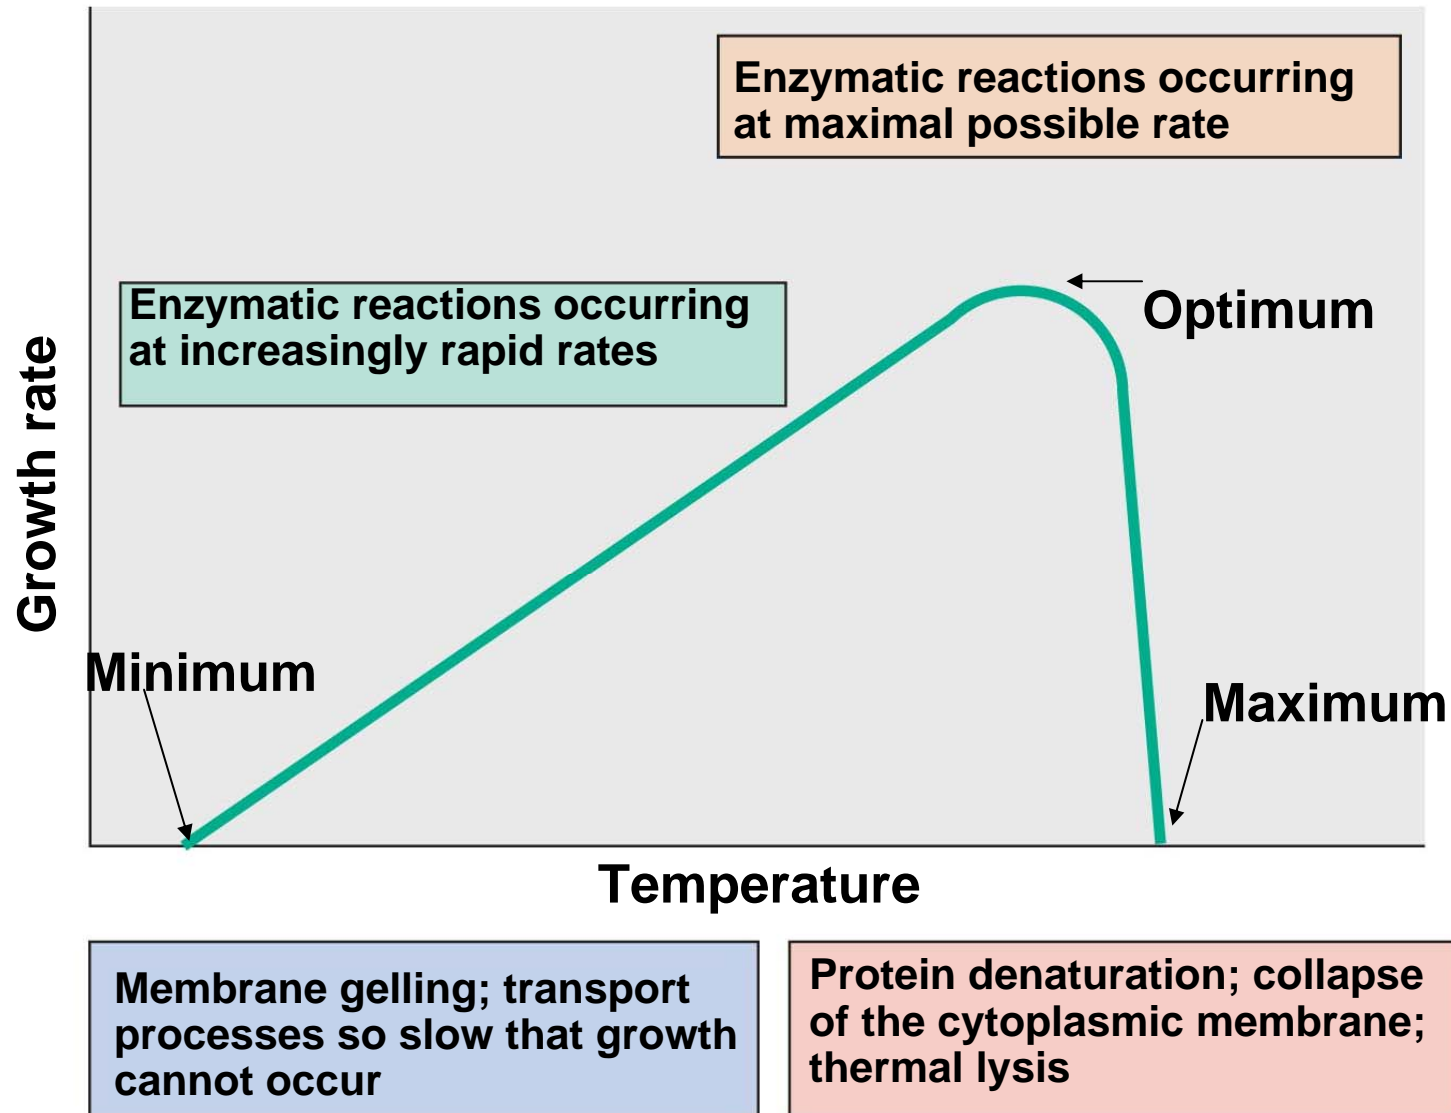 Enzymatic reactions occurring
at maximal possible rate
Enzymatic reactions occurring
at increasingly rapid rates
Optimum
Growth rate
Minimum
Maximum
Temperature
Membrane gelling; transport
processes so slow that growth
cannot occur
Protein denaturation; collapse
of the cytoplasmic membrane;
thermal lysis